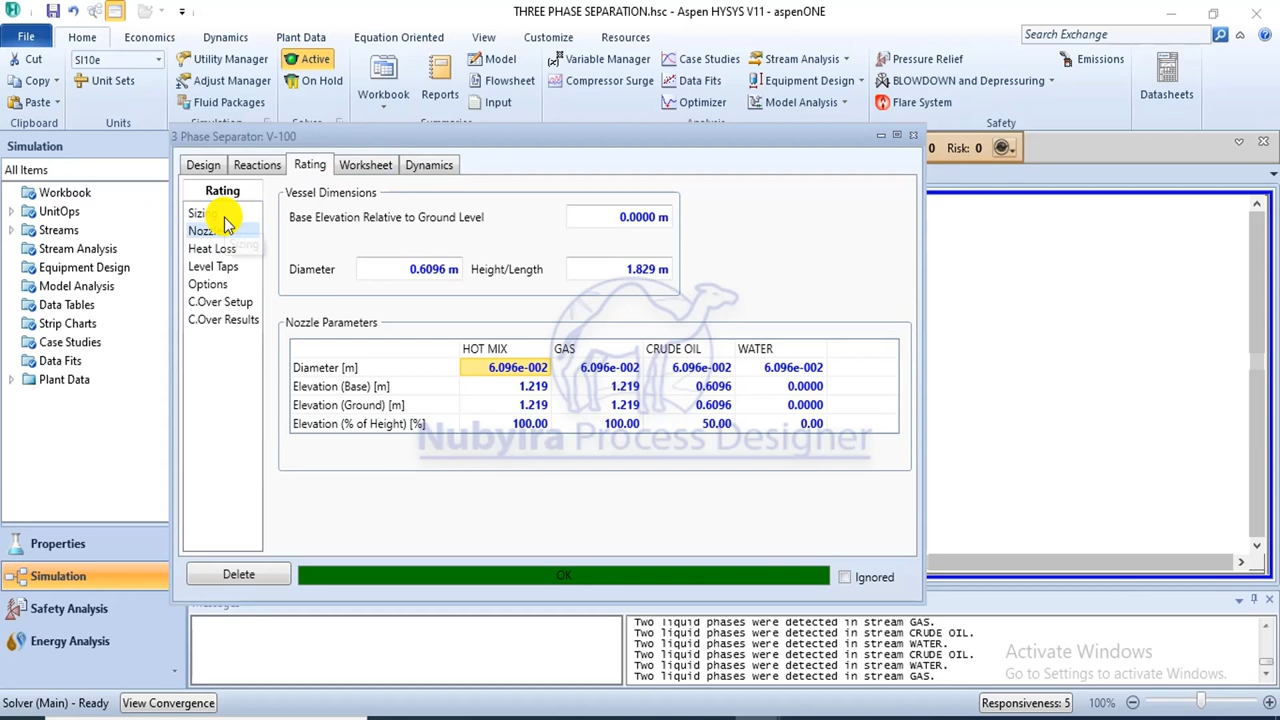 THREE PHASE SEPARATION.hsc - Aspen HYSYS V11 - aspenONE
File Home Economics Dynamics Plant Data Equation Oriented View Customize Resources Search Exchange
Cut SI10e Utility Manager Active Model Flowsheet Variable Manager Case Studies Stream Analysis Pressure Relief Emissions
Copy Unit Sets Adjust Manager On Hold Workbook Reports Compressor Surge Data Fits Equipment Design BLOWDOWN and Depressuring Datasheets
Paste Fluid Packages Input Optimizer Model Analysis Flare System
Clipboard Units Safety
Simulation
All Items
Workbook
UnitOps
Streams
Stream Analysis
Equipment Design
Model Analysis
Data Tables
Strip Charts
Case Studies
Data Fits
Plant Data
Properties
Simulation
Safety Analysis
Energy Analysis
3 Phase Separator: V-100
0 Risk: 0
Design Reactions Rating Worksheet Dynamics
Rating
Sizing
Heat Loss
Level Taps
Options
C.Over Setup
C.Over Results
Sizing
Vessel Dimensions
Base Elevation Relative to Ground Level 0.0000 m
Diameter 0.6096 m Height/Length 1.829 m
Nozzle Parameters
HOT MIX GAS CRUDE OIL WATER
Diameter [m] 6.096e-002 6.096e-002 6.096e-002 6.096e-002
Elevation (Base) [m] 1.219 1.219 0.6096 0.0000
Elevation (Ground) [m] 1.219 1.219 0.6096 0.0000
Elevation (% of Height) [%] 100.00 100.00 50.00 0.00
Nubyira Process Designer
Delete OK Ignored
Two liquid phases were detected in stream GAS.
Two liquid phases were detected in stream CRUDE OIL.
Two liquid phases were detected in stream WATER.
Two liquid phases were detected in stream CRUDE OIL.
Two liquid phases were detected in stream WATER.
Two liquid phases were detected in stream GAS.
Activate Windows
Go to Settings to activate Windows.
Solver (Main) - Ready View Convergence Responsiveness: 5 100%